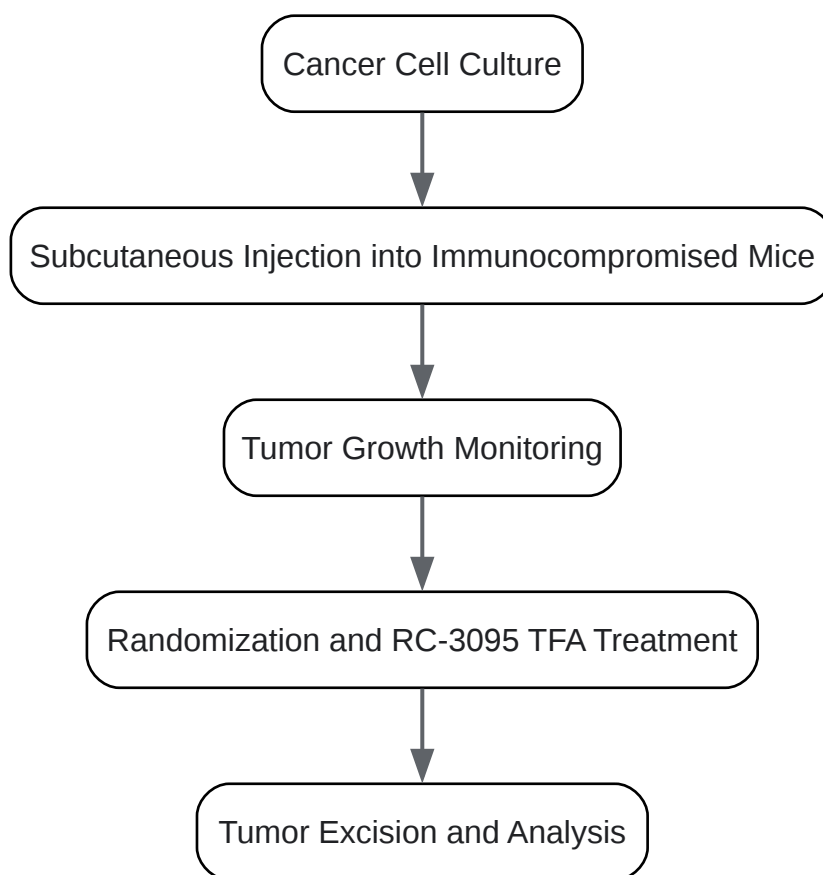 Cancer Cell Culture
Subcutaneous Injection into Immunocompromised Mice
Tumor Growth Monitoring
Randomization and RC-3095 TFA Treatment
Tumor Excision and Analysis